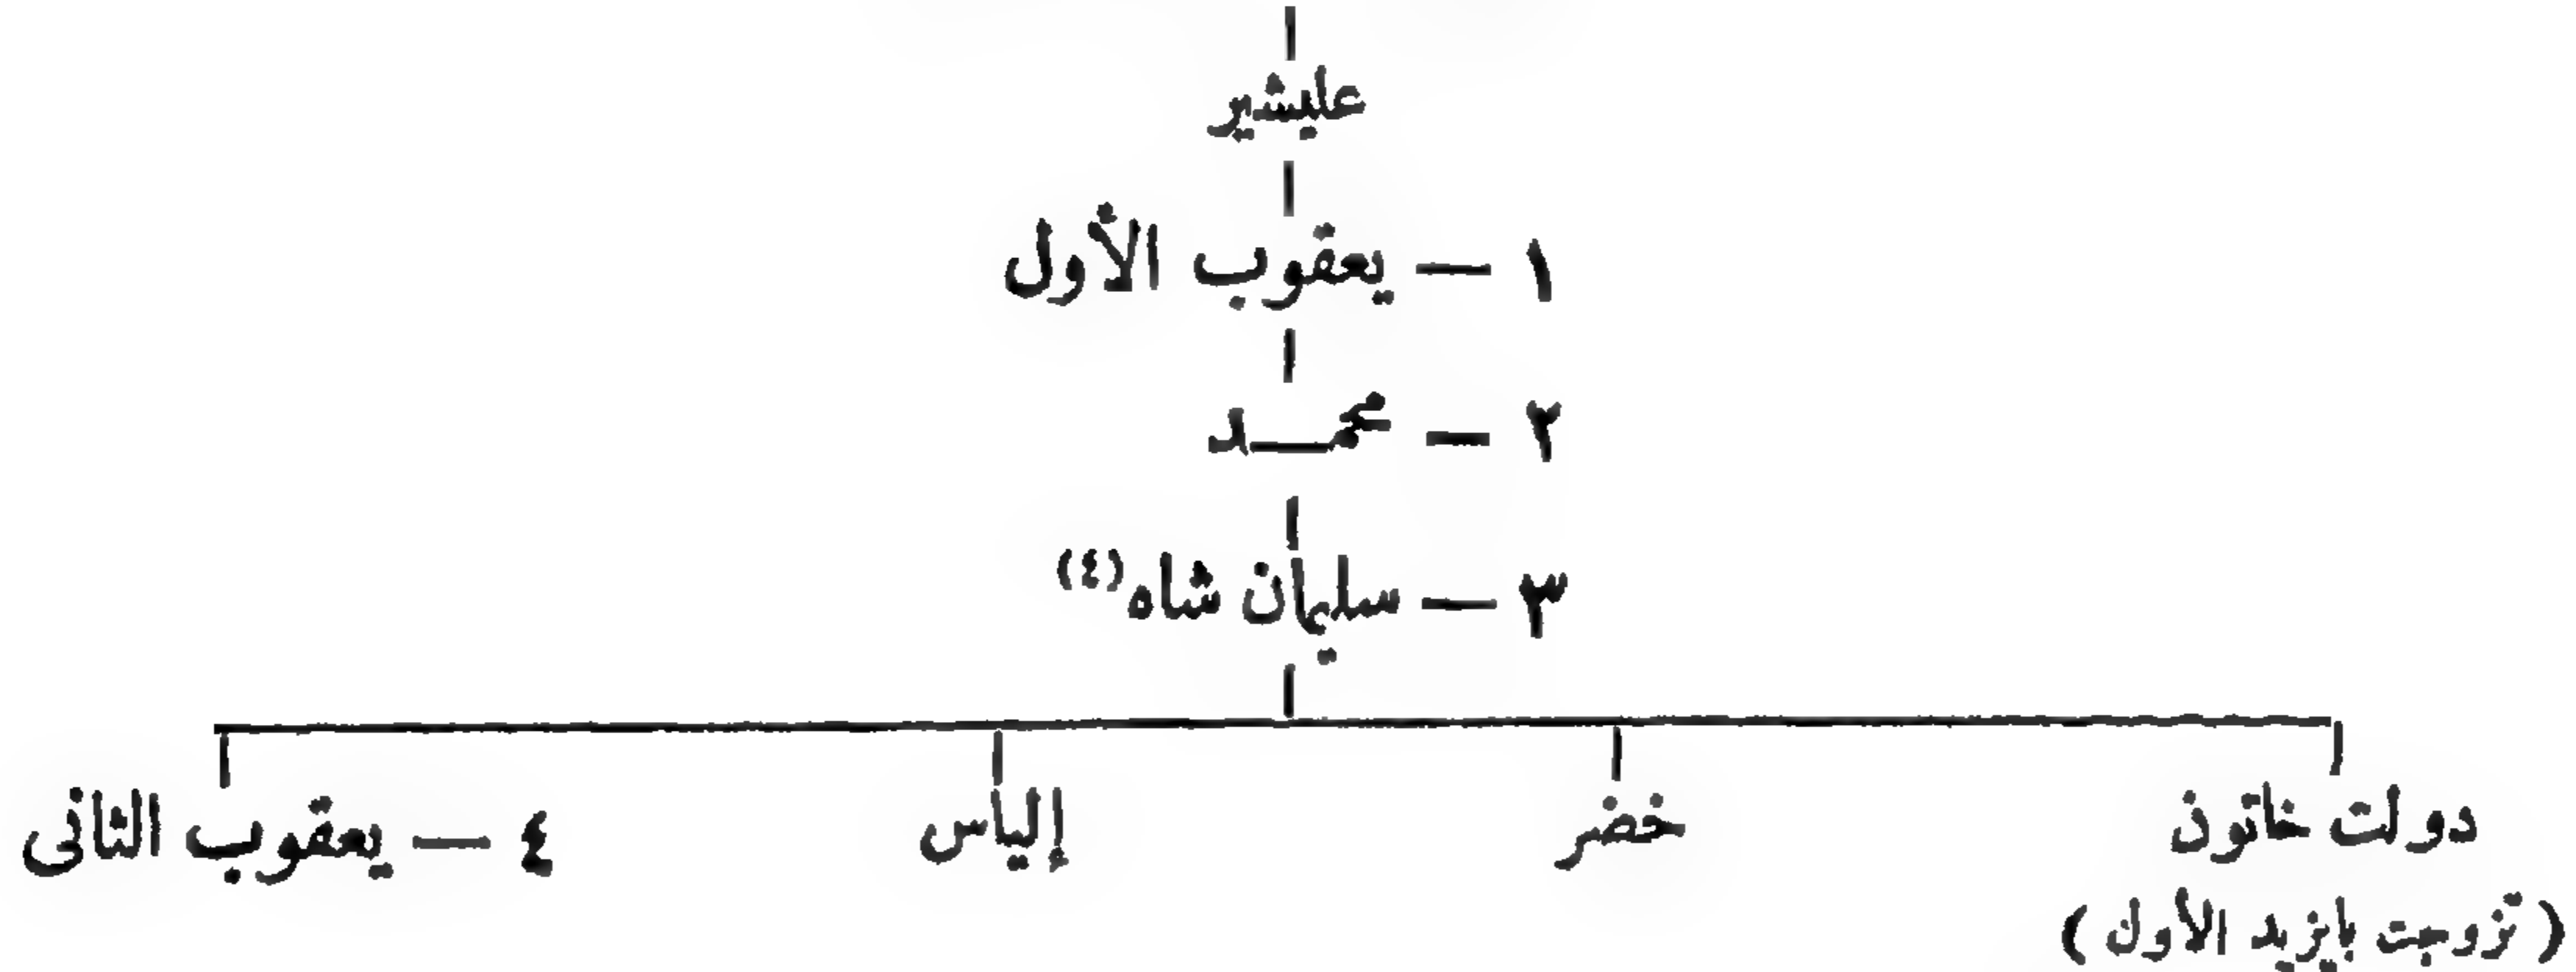 عليشير
١ — يعقوب الأول
٢ — محمـــد
٣ — سليمان شاه(٤)
دولت خاتون
خضر
إلياس
٤ — يعقوب الثانى
( تزوجت بايزيد الأول )